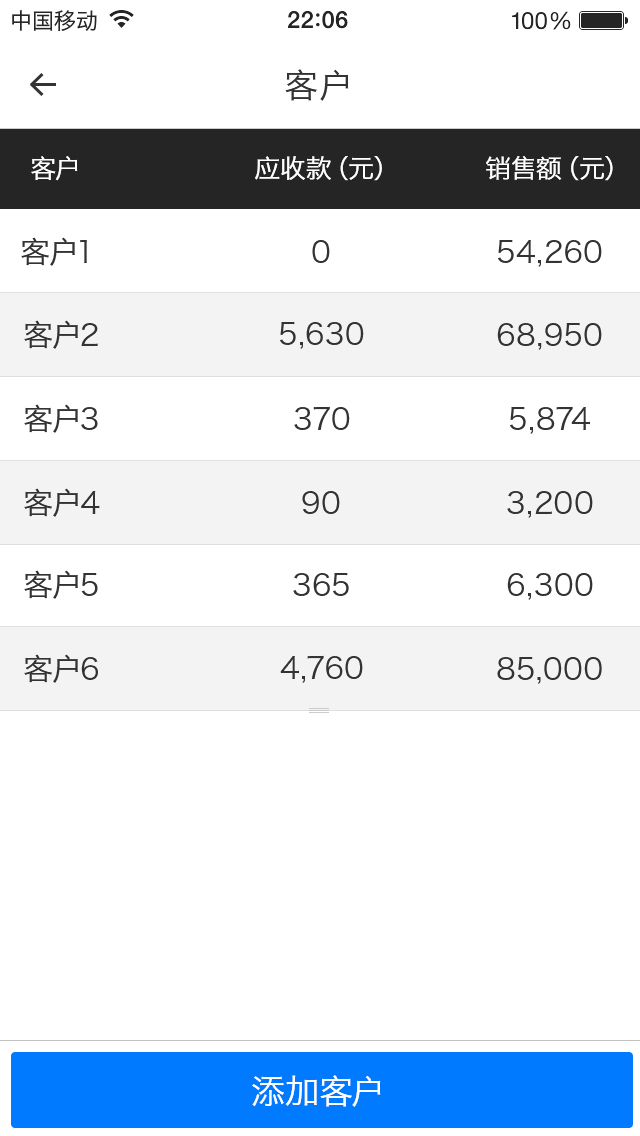 中国移动 22:06 100%
客户
客户 应收款 (元) 销售额 (元)
客户1 0 54,260
客户2 5,630 68,950
客户3 370 5,874
客户4 90 3,200
客户5 365 6,300
客户6 4,760 85,000
添加客户